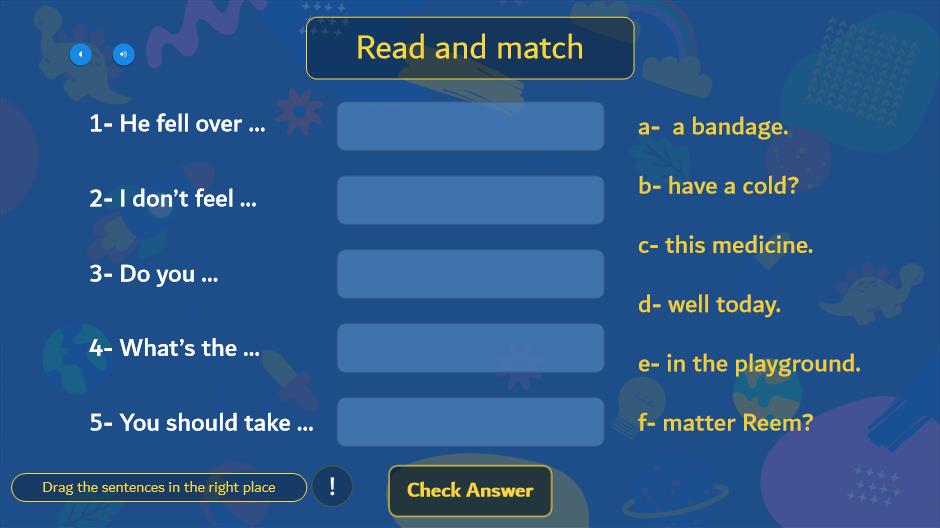 Read and match
1- He fell over ...
a- a bandage.
2- I don't feel ...
b- have a cold?
c- this medicine.
3- Do you ...
d- well today.
4- What's the ...
e- in the playground.
5- You should take ...
f- matter Reem?
Drag the sentences in the right place
!
Check Answer